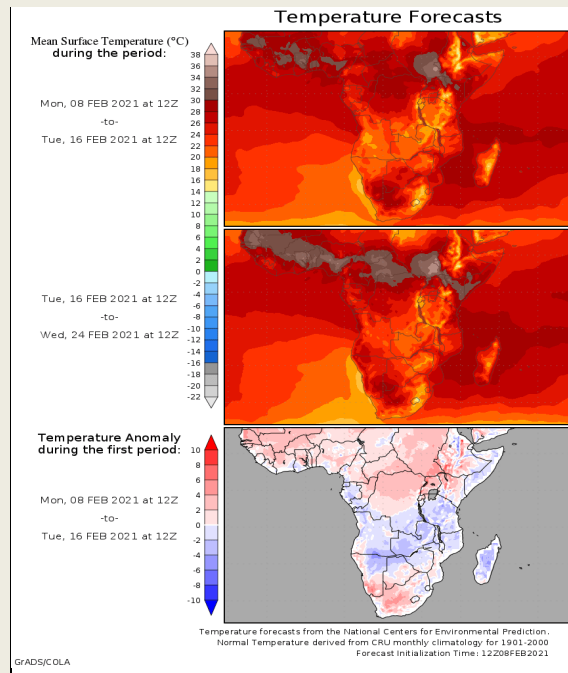 Temperature Forecasts
Mean Surface Temperature (°C)
during the period:
Mon, 08 FEB 2021 at 12Z
-to-
Tue, 16 FEB 2021 at 12Z
38
36
34
32
30
28
26
24
22
20
18
16
14
12
10
8
6
4
2
0
-2
-4
-6
-8
-10
-12
-14
-16
-18
-20
-22
Tue, 16 FEB 2021 at 12Z
-to-
Wed, 24 FEB 2021 at 12Z
Temperature Anomaly
during the first period:
Mon, 08 FEB 2021 at 12Z
-to-
Tue, 16 FEB 2021 at 12Z
10
8
6
4
2
0
-2
-4
-6
-8
-10
Temperature forecasts from the National Centers for Environmental Prediction.
Normal Temperature derived from CRU monthly climatology for 1901-2000
Forecast Initialization Time: 12Z08FEB2021
GrADS/COLA